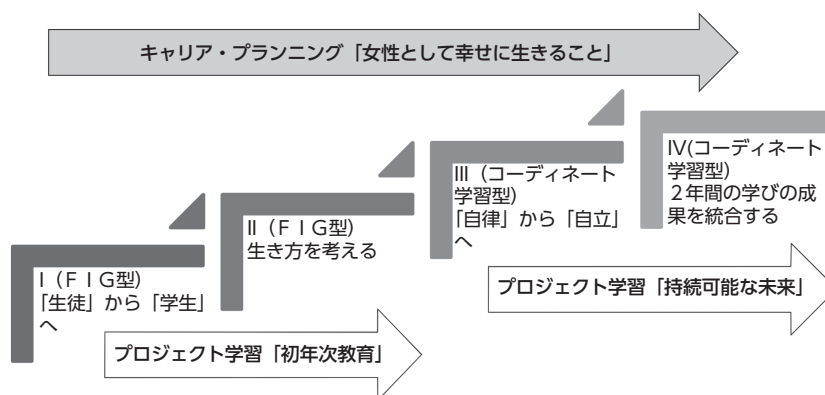 キャリア・プランニング「女性として幸せに生きること」
I（ＦＩＧ型）
「生徒」から「学生」
へ
II（ＦＩＧ型）
生き方を考える
III（コーディネート
学習型）
「自律」から「自立」
へ
IV(コーディネート
学習型)
２年間の学びの成
果を統合する
プロジェクト学習「初年次教育」
プロジェクト学習「持続可能な未来」